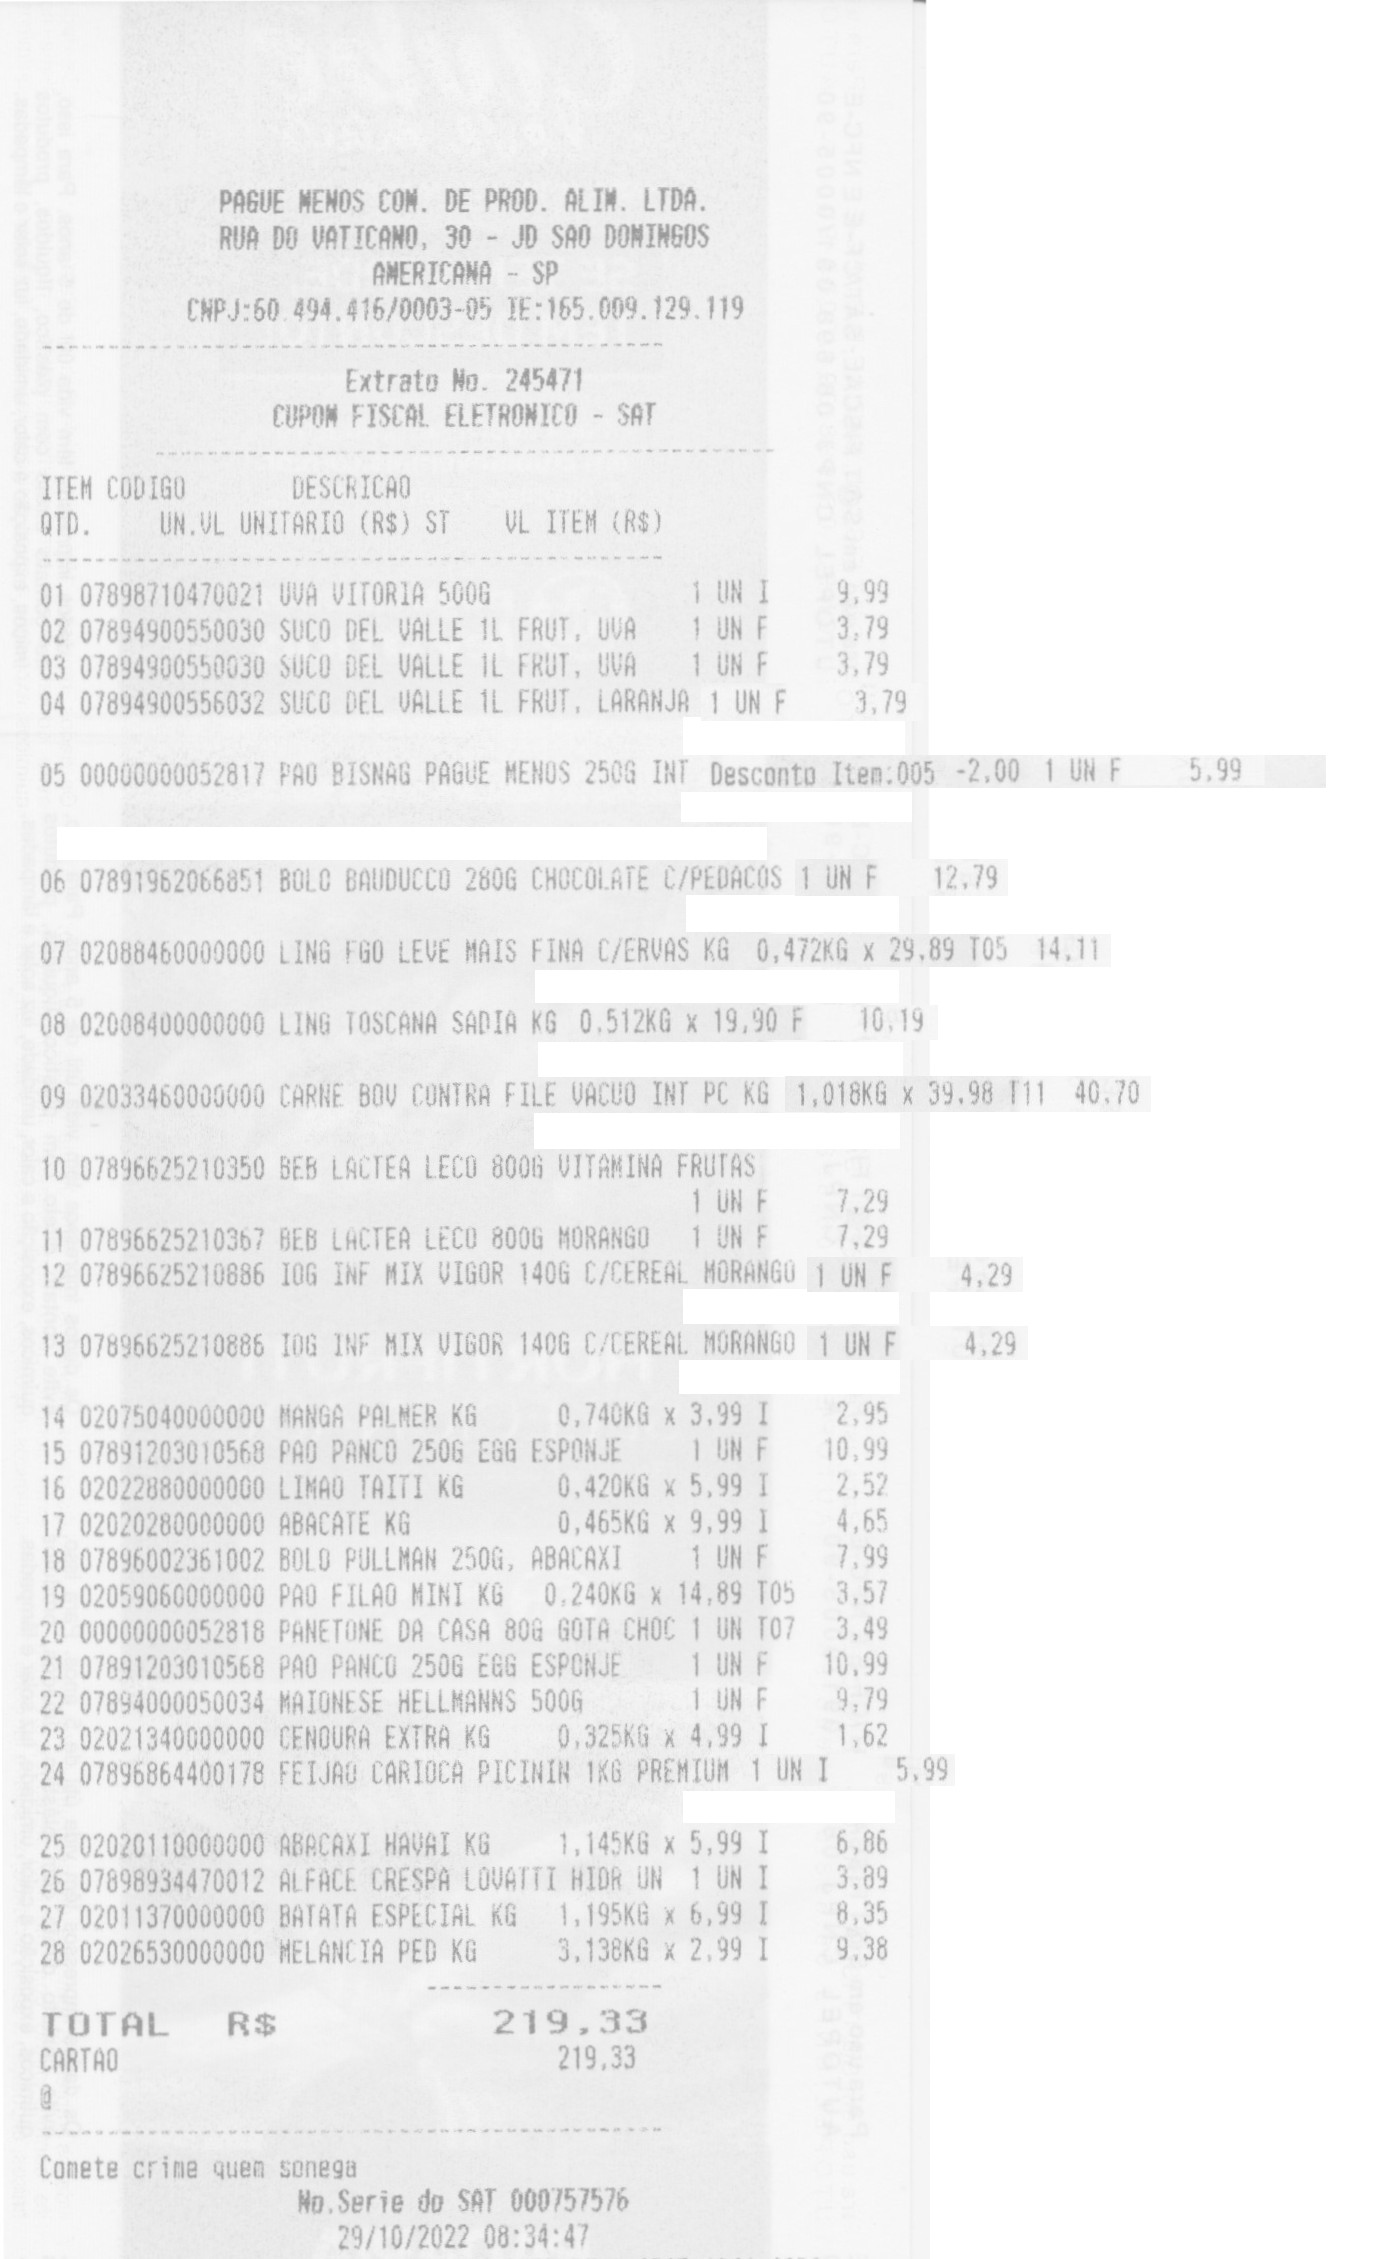 PAGUE MENOS COM. DE PROD. ALIM. LTDA.
RUA DO VATICANO, 30 - JD SAO DOMINGOS
AMERICANA - SP
CNPJ:60.494.416/0003-05 IE:165.009.129.119
Extrato No. 245471
CUPOM FISCAL ELETRONICO - SAT
ITEM CODIGO DESCRICAO
QTD. UN.VL UNITARIO (R$) ST VL ITEM (R$)
01 07898710470021 UVA VITORIA 500G 1 UN I 9,99
02 07894900550030 SUCO DEL VALLE 1L FRUT, UVA 1 UN F 3,79
03 07894900550030 SUCO DEL VALLE 1L FRUT, UVA 1 UN F 3,79
04 07894900556032 SUCO DEL VALLE 1L FRUT, LARANJA 1 UN F 3,79
05 00000000052817 PAO BISNAG PAGUE MENOS 250G INT Desconto Item:005 -2,00 1 UN F 5,99
06 07891962066851 BOLO BAUDUCCO 280G CHOCOLATE C/PEDACOS 1 UN F 12,79
07 02088460000000 LING FGO LEVE MAIS FINA C/ERVAS KG 0,472KG x 29,89 T05 14,11
08 02008400000000 LING TOSCANA SADIA KG 0,512KG x 19,90 F 10,19
09 02033460000000 CARNE BOV CONTRA FILE VACUO INT PC KG 1,018KG x 39,98 T11 40,70
10 07896625210350 BEB LACTEA LECO 800G VITAMINA FRUTAS
1 UN F 7,29
11 07896625210367 BEB LACTEA LECO 800G MORANGO 1 UN F 7,29
12 07896625210886 IOG INF MIX VIGOR 140G C/CEREAL MORANGO 1 UN F 4,29
13 07896625210886 IOG INF MIX VIGOR 140G C/CEREAL MORANGO 1 UN F 4,29
14 02075040000000 MANGA PALMER KG 0,740KG x 3,99 I 2,95
15 07891203010568 PAO PANCO 250G EGG ESPONJE 1 UN F 10,99
16 02022880000000 LIMAO TAITI KG 0,420KG x 5,99 I 2,52
17 02020280000000 ABACATE KG 0,465KG x 9,99 I 4,65
18 07896002361002 BOLO PULLMAN 250G, ABACAXI 1 UN F 7,99
19 02059060000000 PAO FILAO MINI KG 0,240KG x 14,89 T05 3,57
20 00000000052818 PANETONE DA CASA 80G GOTA CHOC 1 UN T07 3,49
21 07891203010568 PAO PANCO 250G EGG ESPONJE 1 UN F 10,99
22 07894000050034 MAIONESE HELLMANNS 500G 1 UN F 9,79
23 02021340000000 CENOURA EXTRA KG 0,325KG x 4,99 I 1,62
24 07896864400178 FEIJAO CARIOCA PICININ 1KG PREMIUM 1 UN I 5,99
25 02020110000000 ABACAXI HAVAI KG 1,145KG x 5,99 I 6,86
26 07898934470012 ALFACE CRESPA LOVATTI HIDR UN 1 UN I 3,89
27 02011370000000 BATATA ESPECIAL KG 1,195KG x 6,99 I 8,35
28 02026530000000 MELANCIA PED KG 3,138KG x 2,99 I 9,38
TOTAL R$ 219,33
CARTAO 219,33
@
Comete crime quem sonega
No.Serie do SAT 000757576
29/10/2022 08:34:47